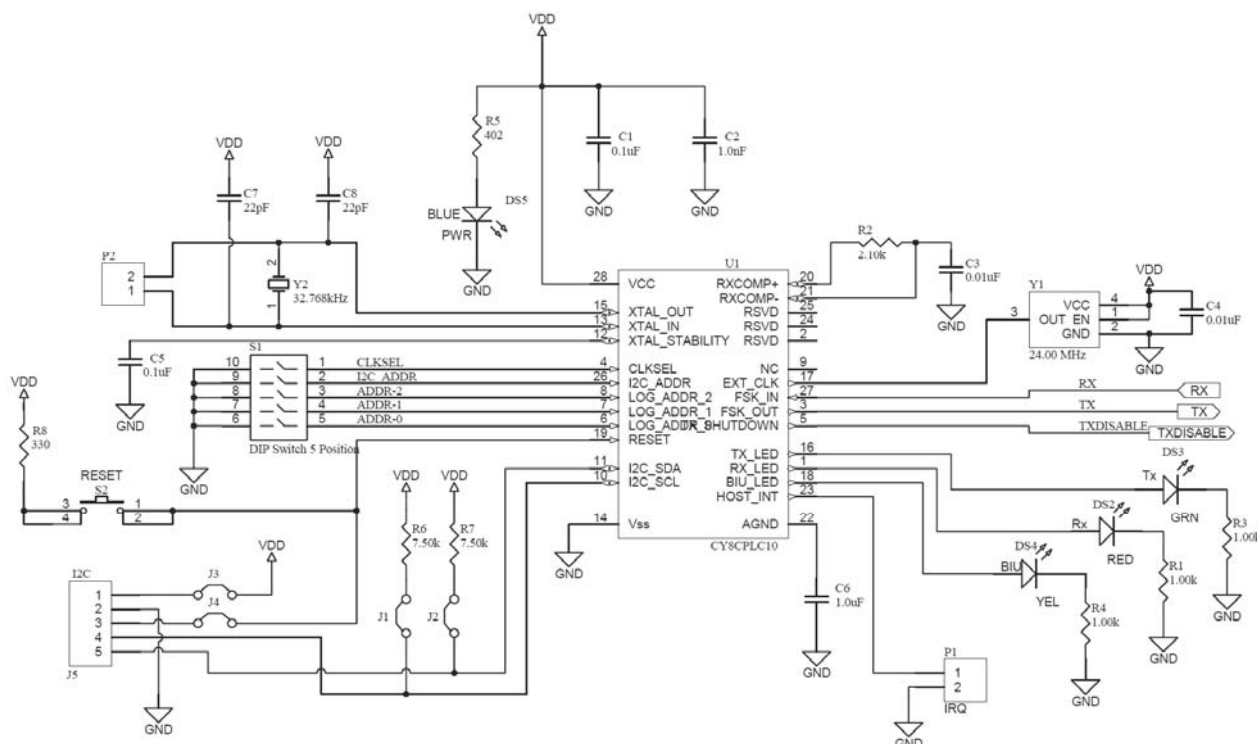 VDD
R5
402
C1
0.1uF
C2
1.0nF
GND
GND
VDD
VDD
C7
22pF
C8
22pF
BLUE
PWR
DS5
GND
P2
2
1
2
Y2
1
32.768kHz
C5
0.1uF
GND
S1
10 1 CLKSEL
9 2 I2C_ADDR
8 3 ADDR-2
7 4 ADDR-1
6 5 ADDR-0
DIP Switch 5 Position
GND
VDD
R8
330
RESET
S2
3 1
4 2
U1
28 VCC
15 XTAL_OUT
13 XTAL_IN
12 XTAL_STABILITY
4 CLKSEL
26 I2C_ADDR
8 LOG_ADDR_2
7 LOG_ADDR_1
6 LOG_ADDR_0
19 RESET
11 I2C_SDA
10 I2C_SCL
14 Vss
GND
RXCOMP+ 20
RXCOMP- 21
RSVD 25
RSVD 24
RSVD 2
NC 9
EXT_CLK 17
FSK_IN 27
FSK_OUT 3
TX_SHUTDOWN 5
TX_LED 16
RX_LED 1
BIU_LED 18
HOST_INT 23
AGND 22
CY8CPLC10
R2
2.10k
C3
0.01uF
GND
Y1
VDD
VCC 4
3 OUT EN 1
GND 2
24.00 MHz
C4
0.01uF
GND
RX RX
TX TX
TXDISABLE TXDISABLE
DS3
Tx
GRN
R3
1.00k
GND
DS2
Rx
RED
R1
1.00k
GND
DS4
BIU
YEL
R4
1.00k
GND
C6
1.0uF
GND
P1
1
2
IRQ
GND
VDD
VDD
R6
7.50k
R7
7.50k
J1
J2
VDD
I2C
1
2
3
4
5
J5
J3
J4
GND